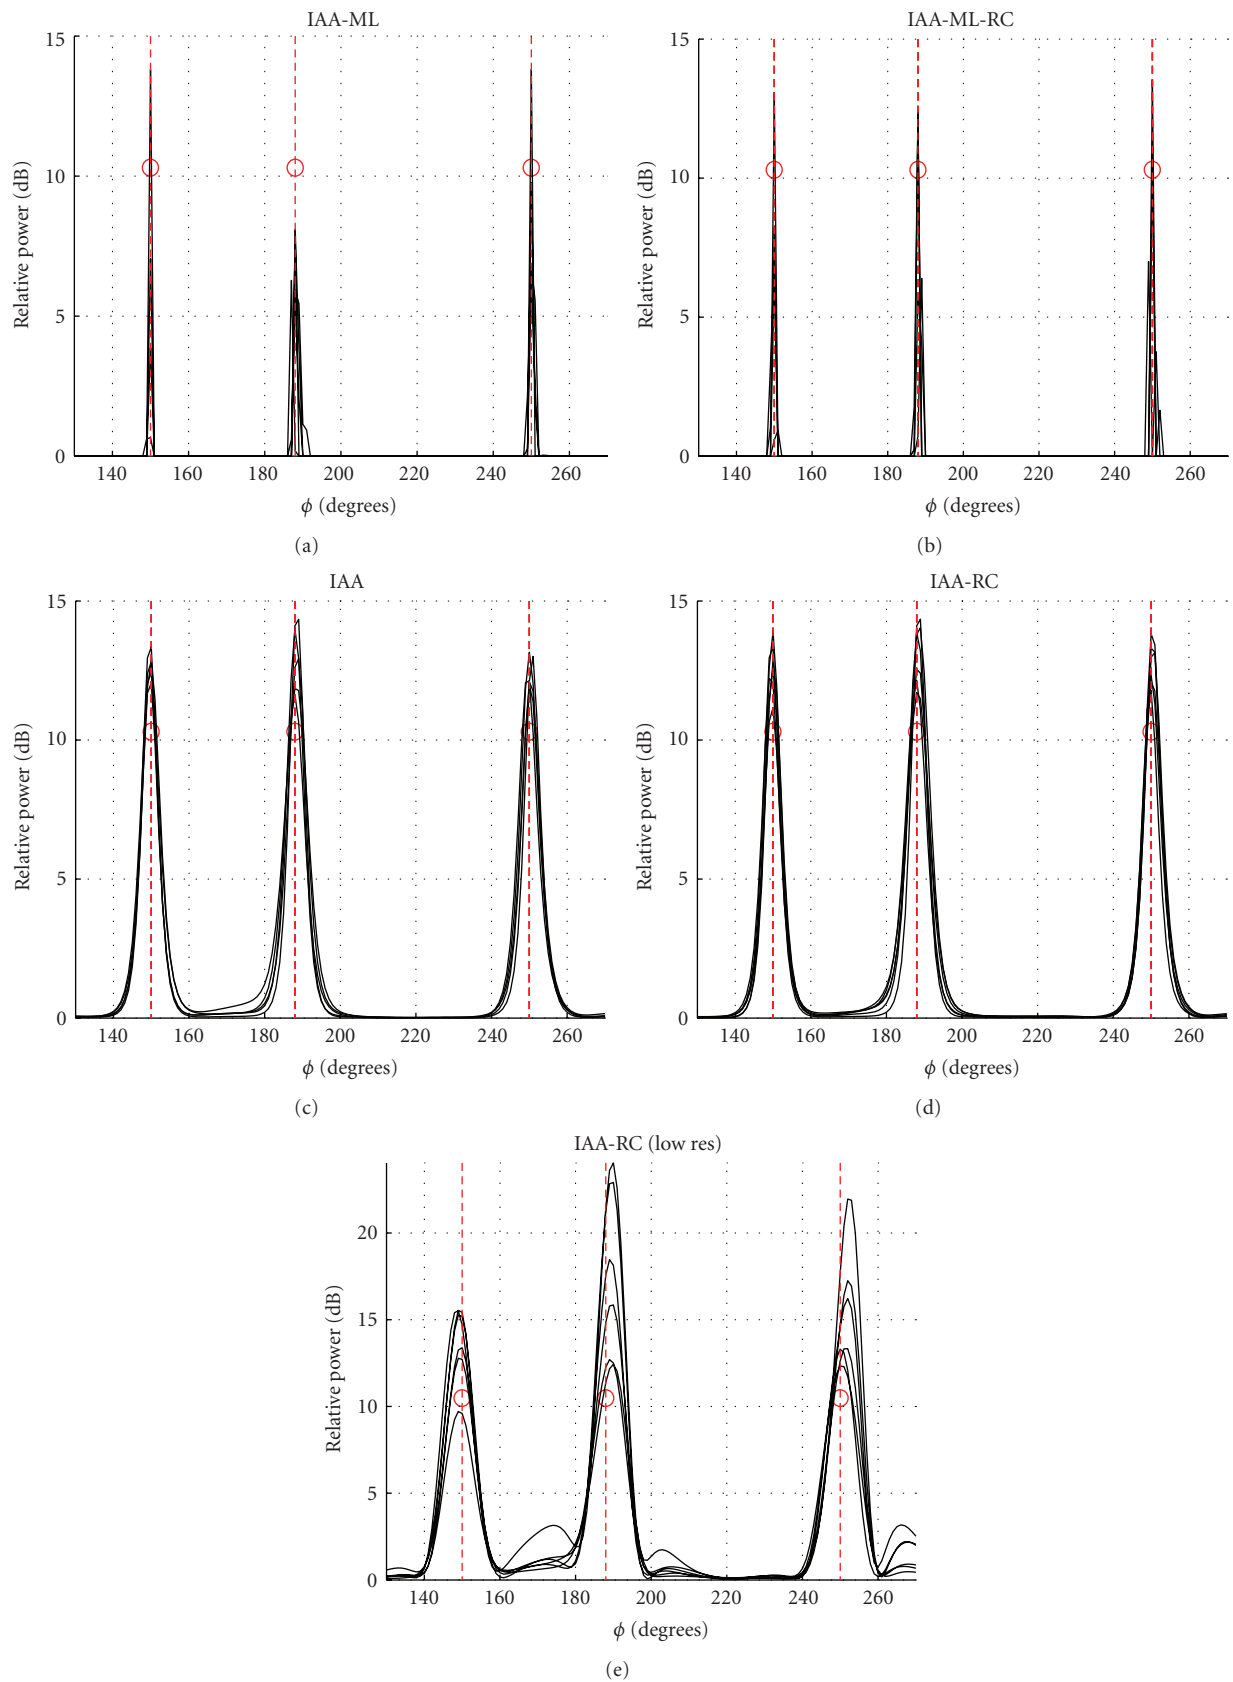 IAA-ML
15
10
5
0
Relative power (dB)
140 160 180 200 220 240 260
ϕ (degrees)
(a)
IAA-ML-RC
15
10
5
0
Relative power (dB)
140 160 180 200 220 240 260
ϕ (degrees)
(b)
IAA
15
10
5
0
Relative power (dB)
140 160 180 200 220 240 260
ϕ (degrees)
(c)
IAA-RC
15
10
5
0
Relative power (dB)
140 160 180 200 220 240 260
ϕ (degrees)
(d)
IAA-RC (low res)
20
15
10
5
0
Relative power (dB)
140 160 180 200 220 240 260
ϕ (degrees)
(e)